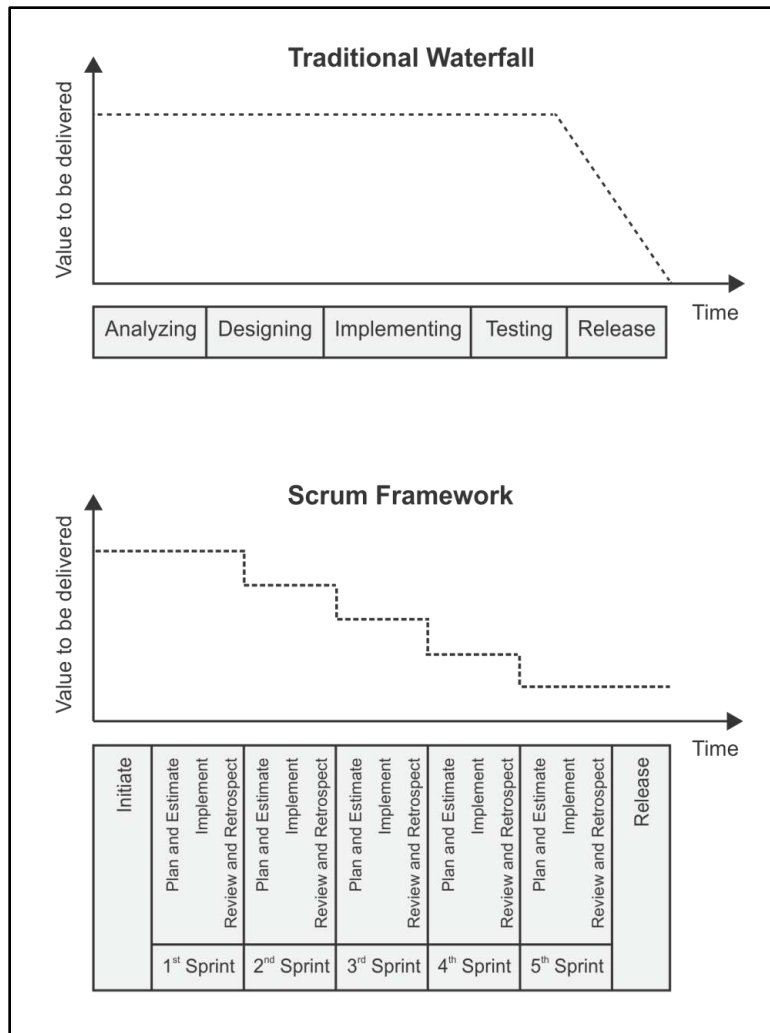 Traditional Waterfall
Value to be delivered
Time
Analyzing
Designing
Implementing
Testing
Release
Scrum Framework
Value to be delivered
Time
Initiate
Plan and Estimate
Implement
Review and Retrospect
Plan and Estimate
Implement
Review and Retrospect
Plan and Estimate
Implement
Review and Retrospect
Plan and Estimate
Implement
Review and Retrospect
Plan and Estimate
Implement
Review and Retrospect
Release
1st Sprint
2nd Sprint
3rd Sprint
4th Sprint
5th Sprint